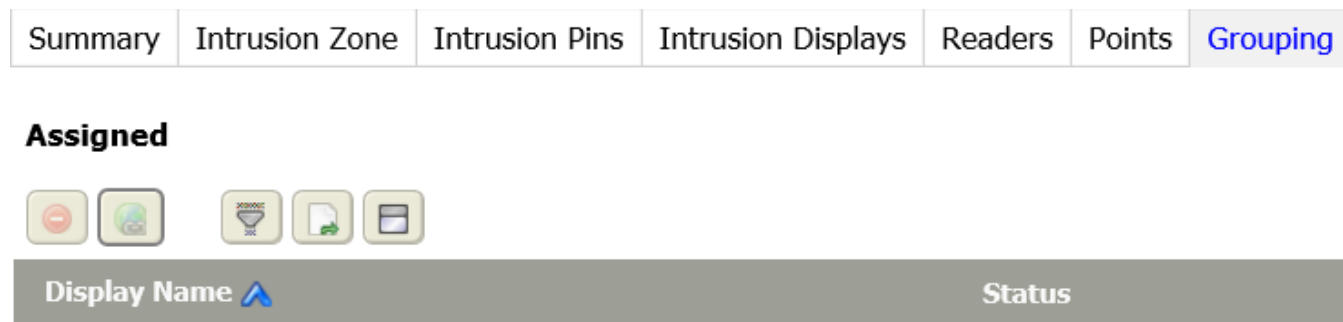 Summary Intrusion Zone Intrusion Pins Intrusion Displays Readers Points Grouping
Assigned
Display Name Status